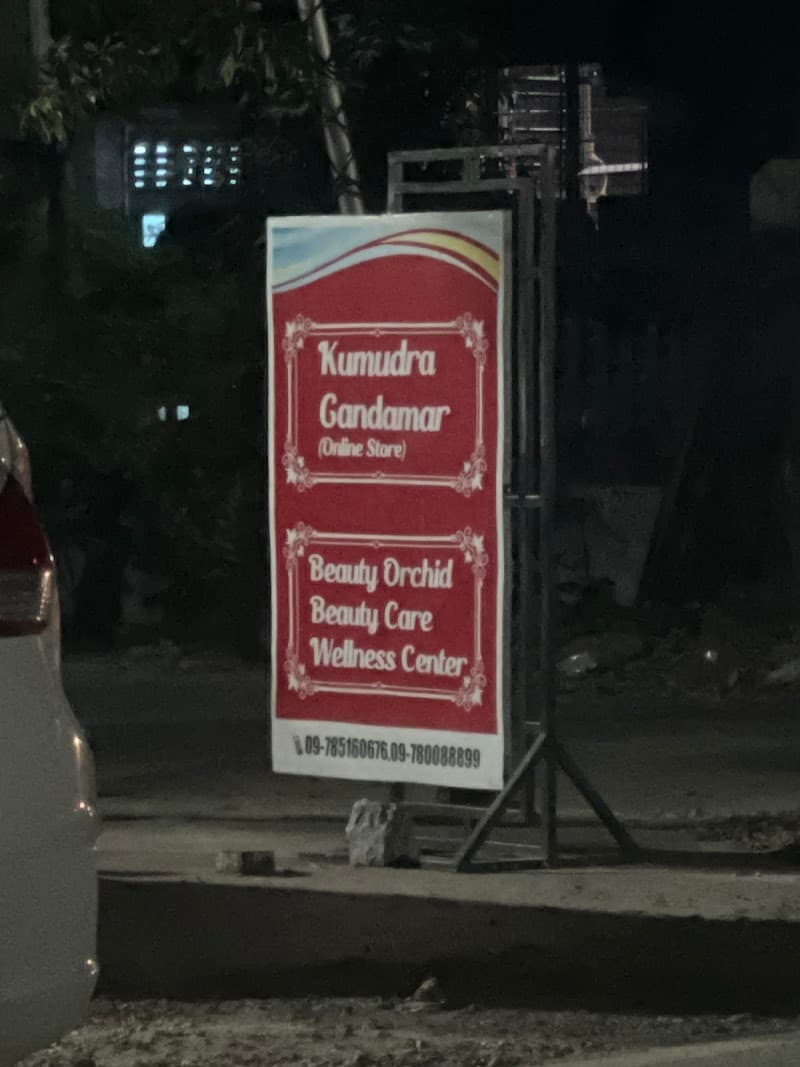 Kumudra
Gandamar
(Online Store)
Beauty Orchid
Beauty Care
Wellness Center
09-785160676,09-780088899